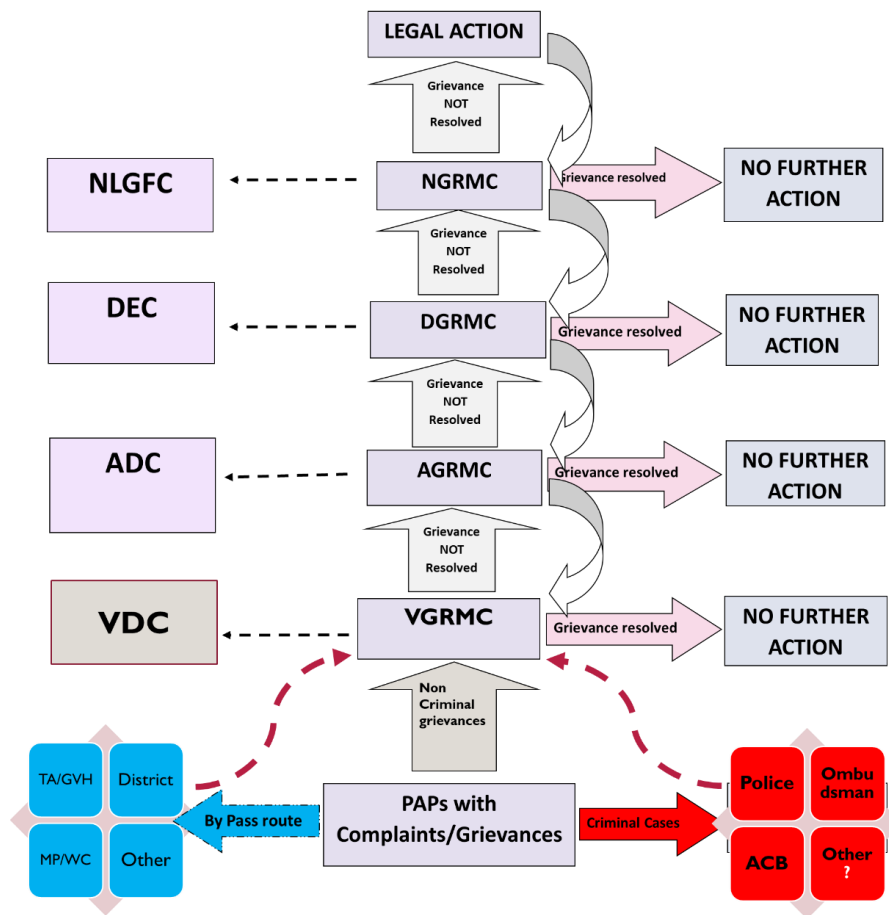 LEGAL ACTION
Grievance
NOT
Resolved
NLGFC
NGRMC
Grievance resolved
NO FURTHER
ACTION
Grievance
NOT
Resolved
DEC
DGRMC
Grievance resolved
NO FURTHER
ACTION
Grievance
NOT
Resolved
ADC
AGRMC
Grievance resolved
NO FURTHER
ACTION
Grievance
NOT
Resolved
VDC
VGRMC
Grievance resolved
NO FURTHER
ACTION
Non
Criminal
grievances
TA/GVH
District
MP/WC
Other
By Pass route
PAPs with
Complaints/Grievances
Criminal Cases
Police
Ombu
dsman
ACB
Other
?